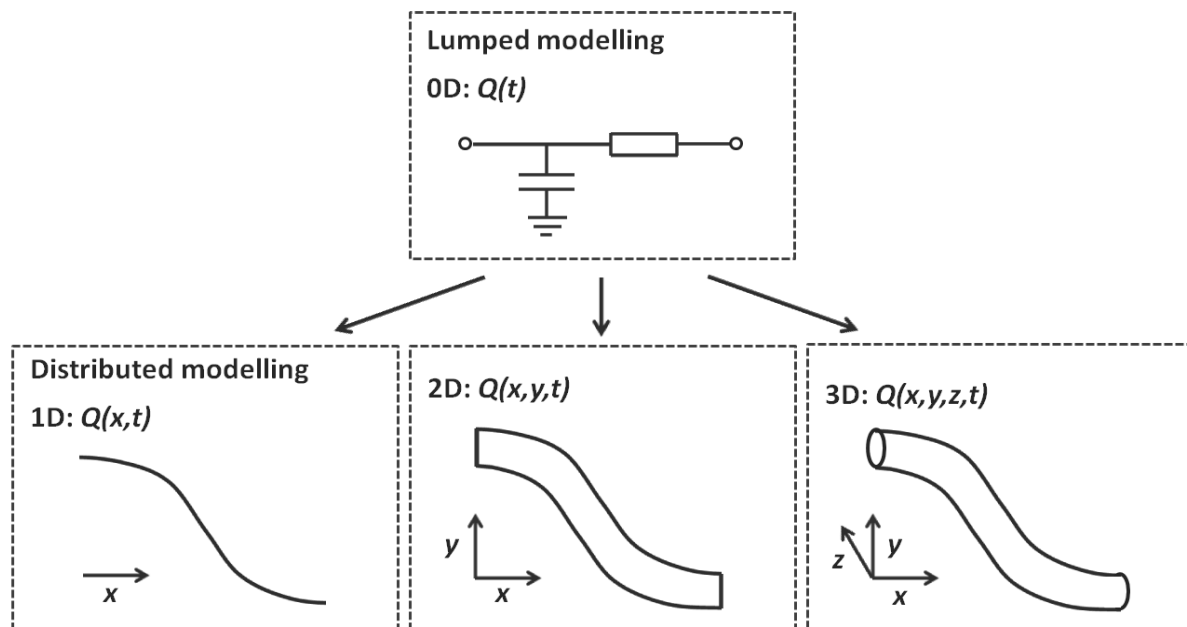 Lumped modelling
0D: Q(t)
Distributed modelling
1D: Q(x,t)
x
2D: Q(x,y,t)
y
x
3D: Q(x,y,z,t)
z
y
x